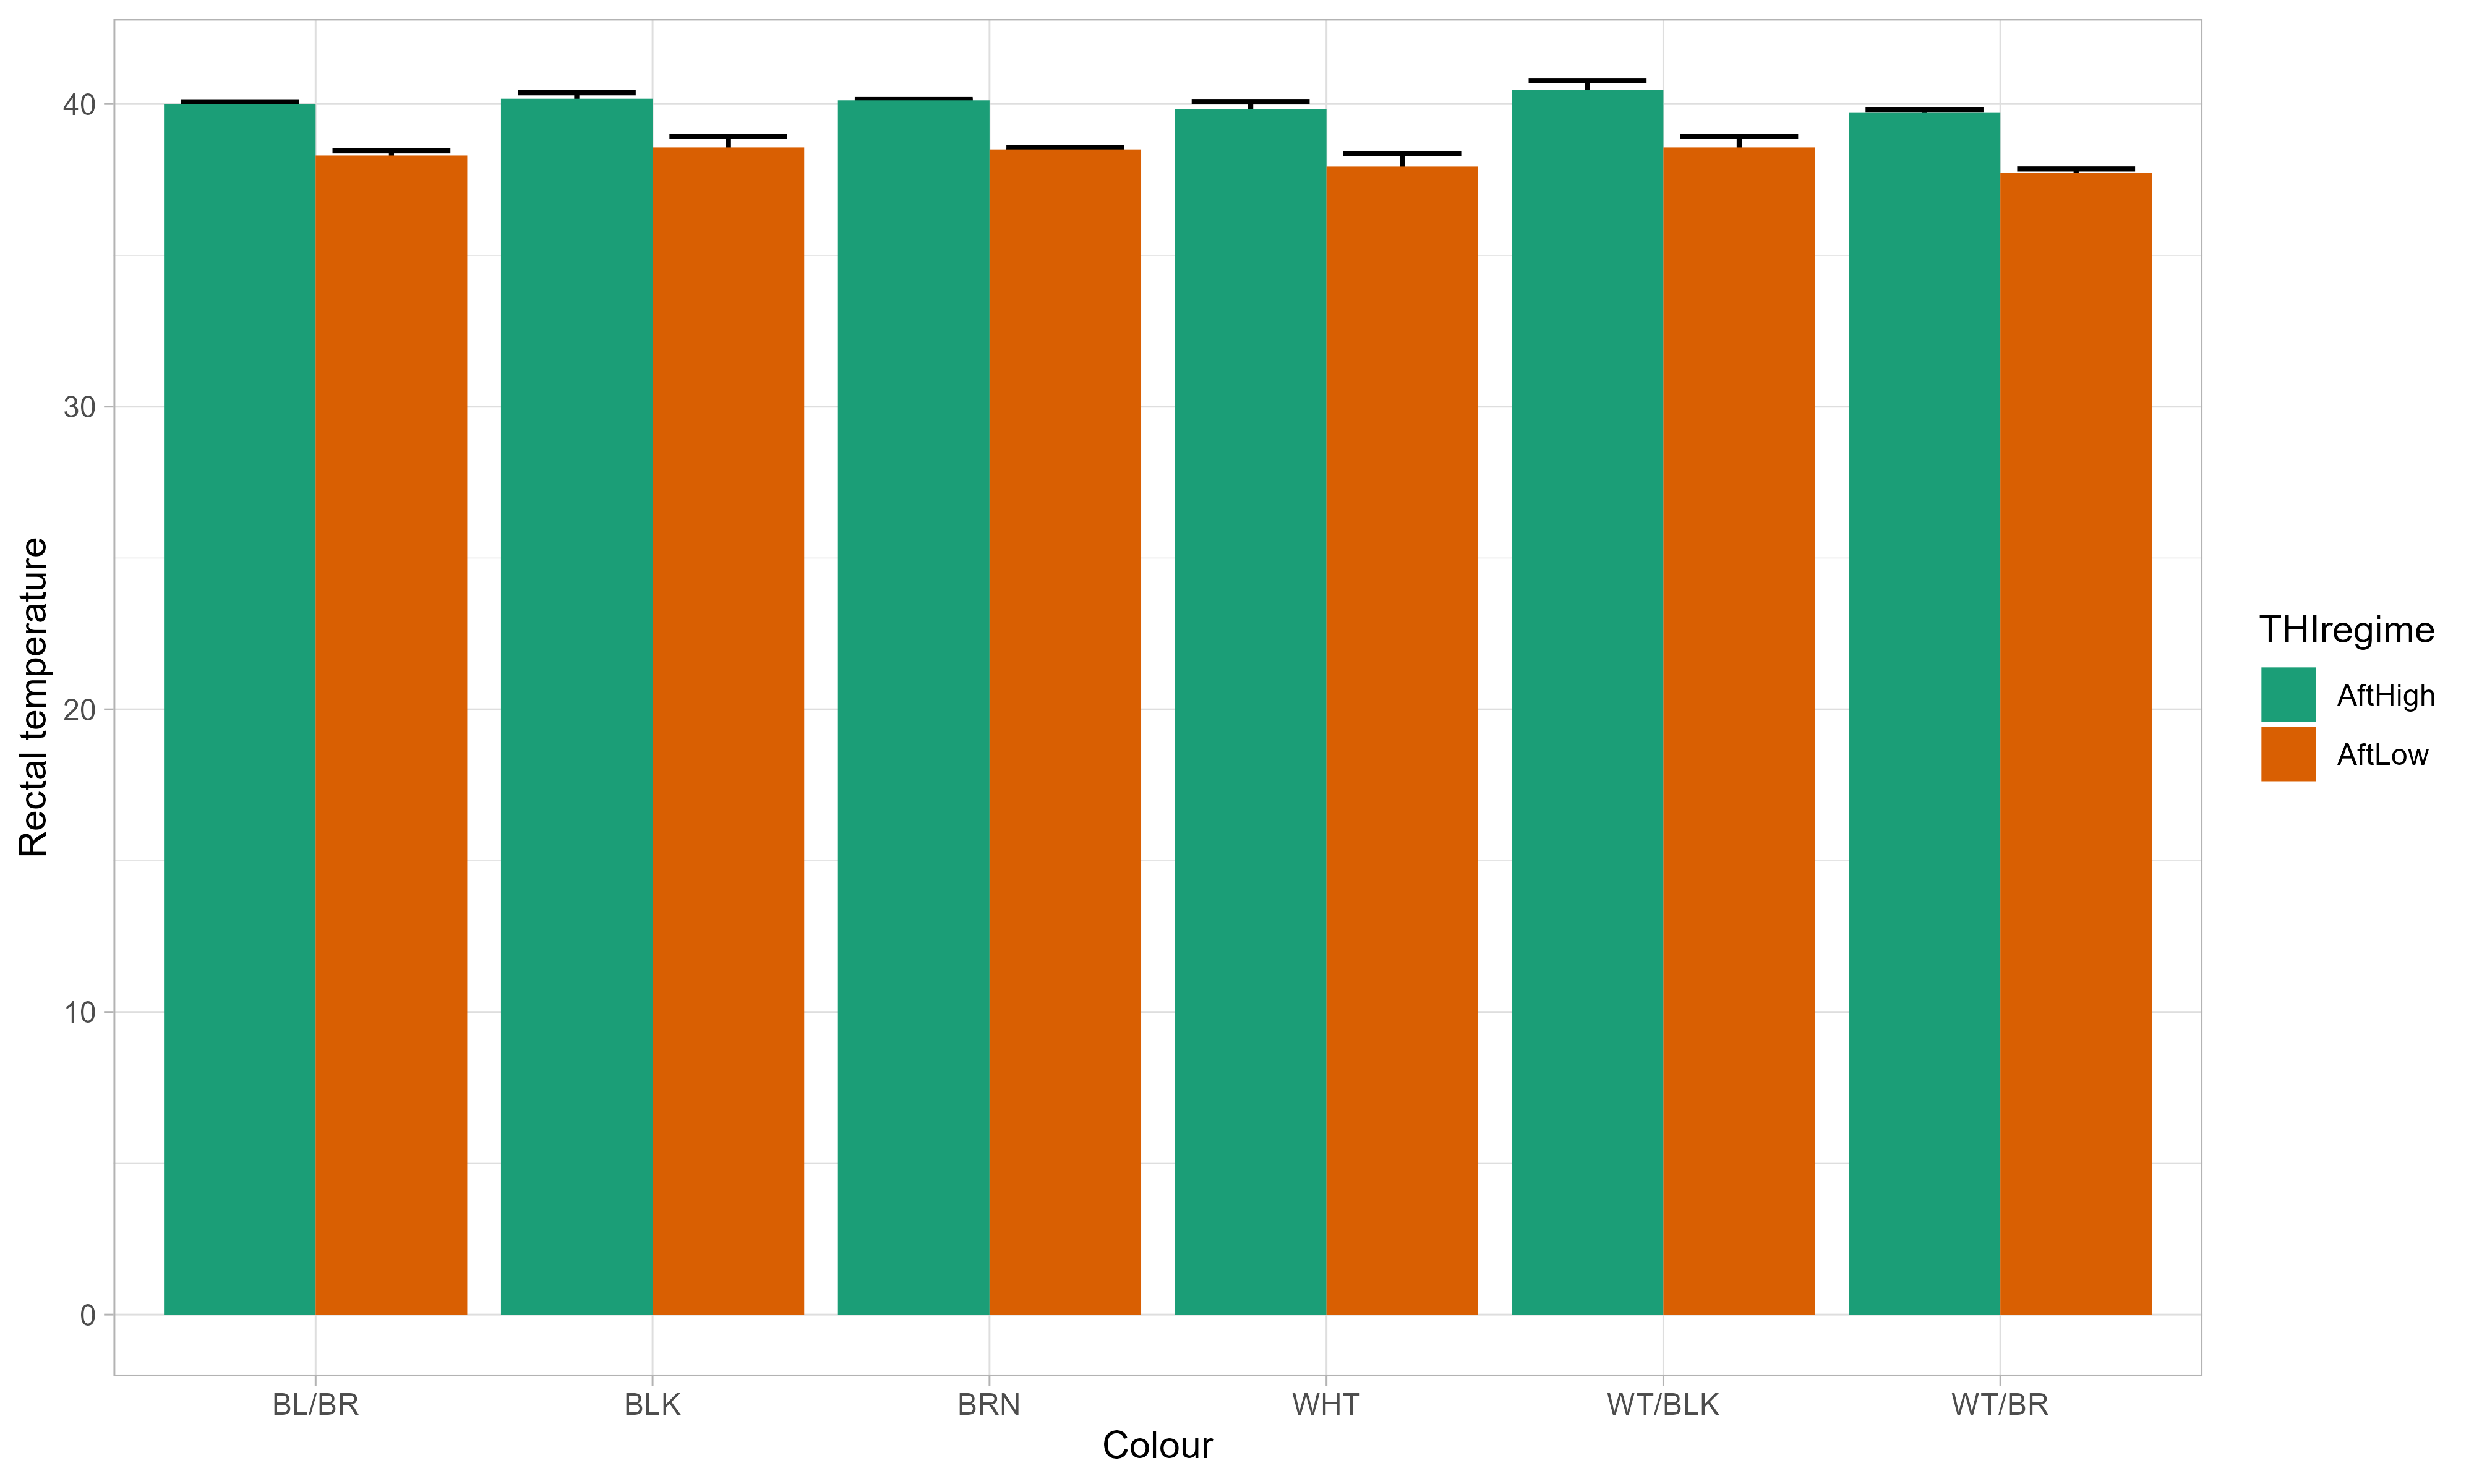 Rectal temperature
40
30
20
10
0
BL/BR BLK BRN WHT WT/BLK WT/BR
Colour
THIregime
AftHigh
AftLow